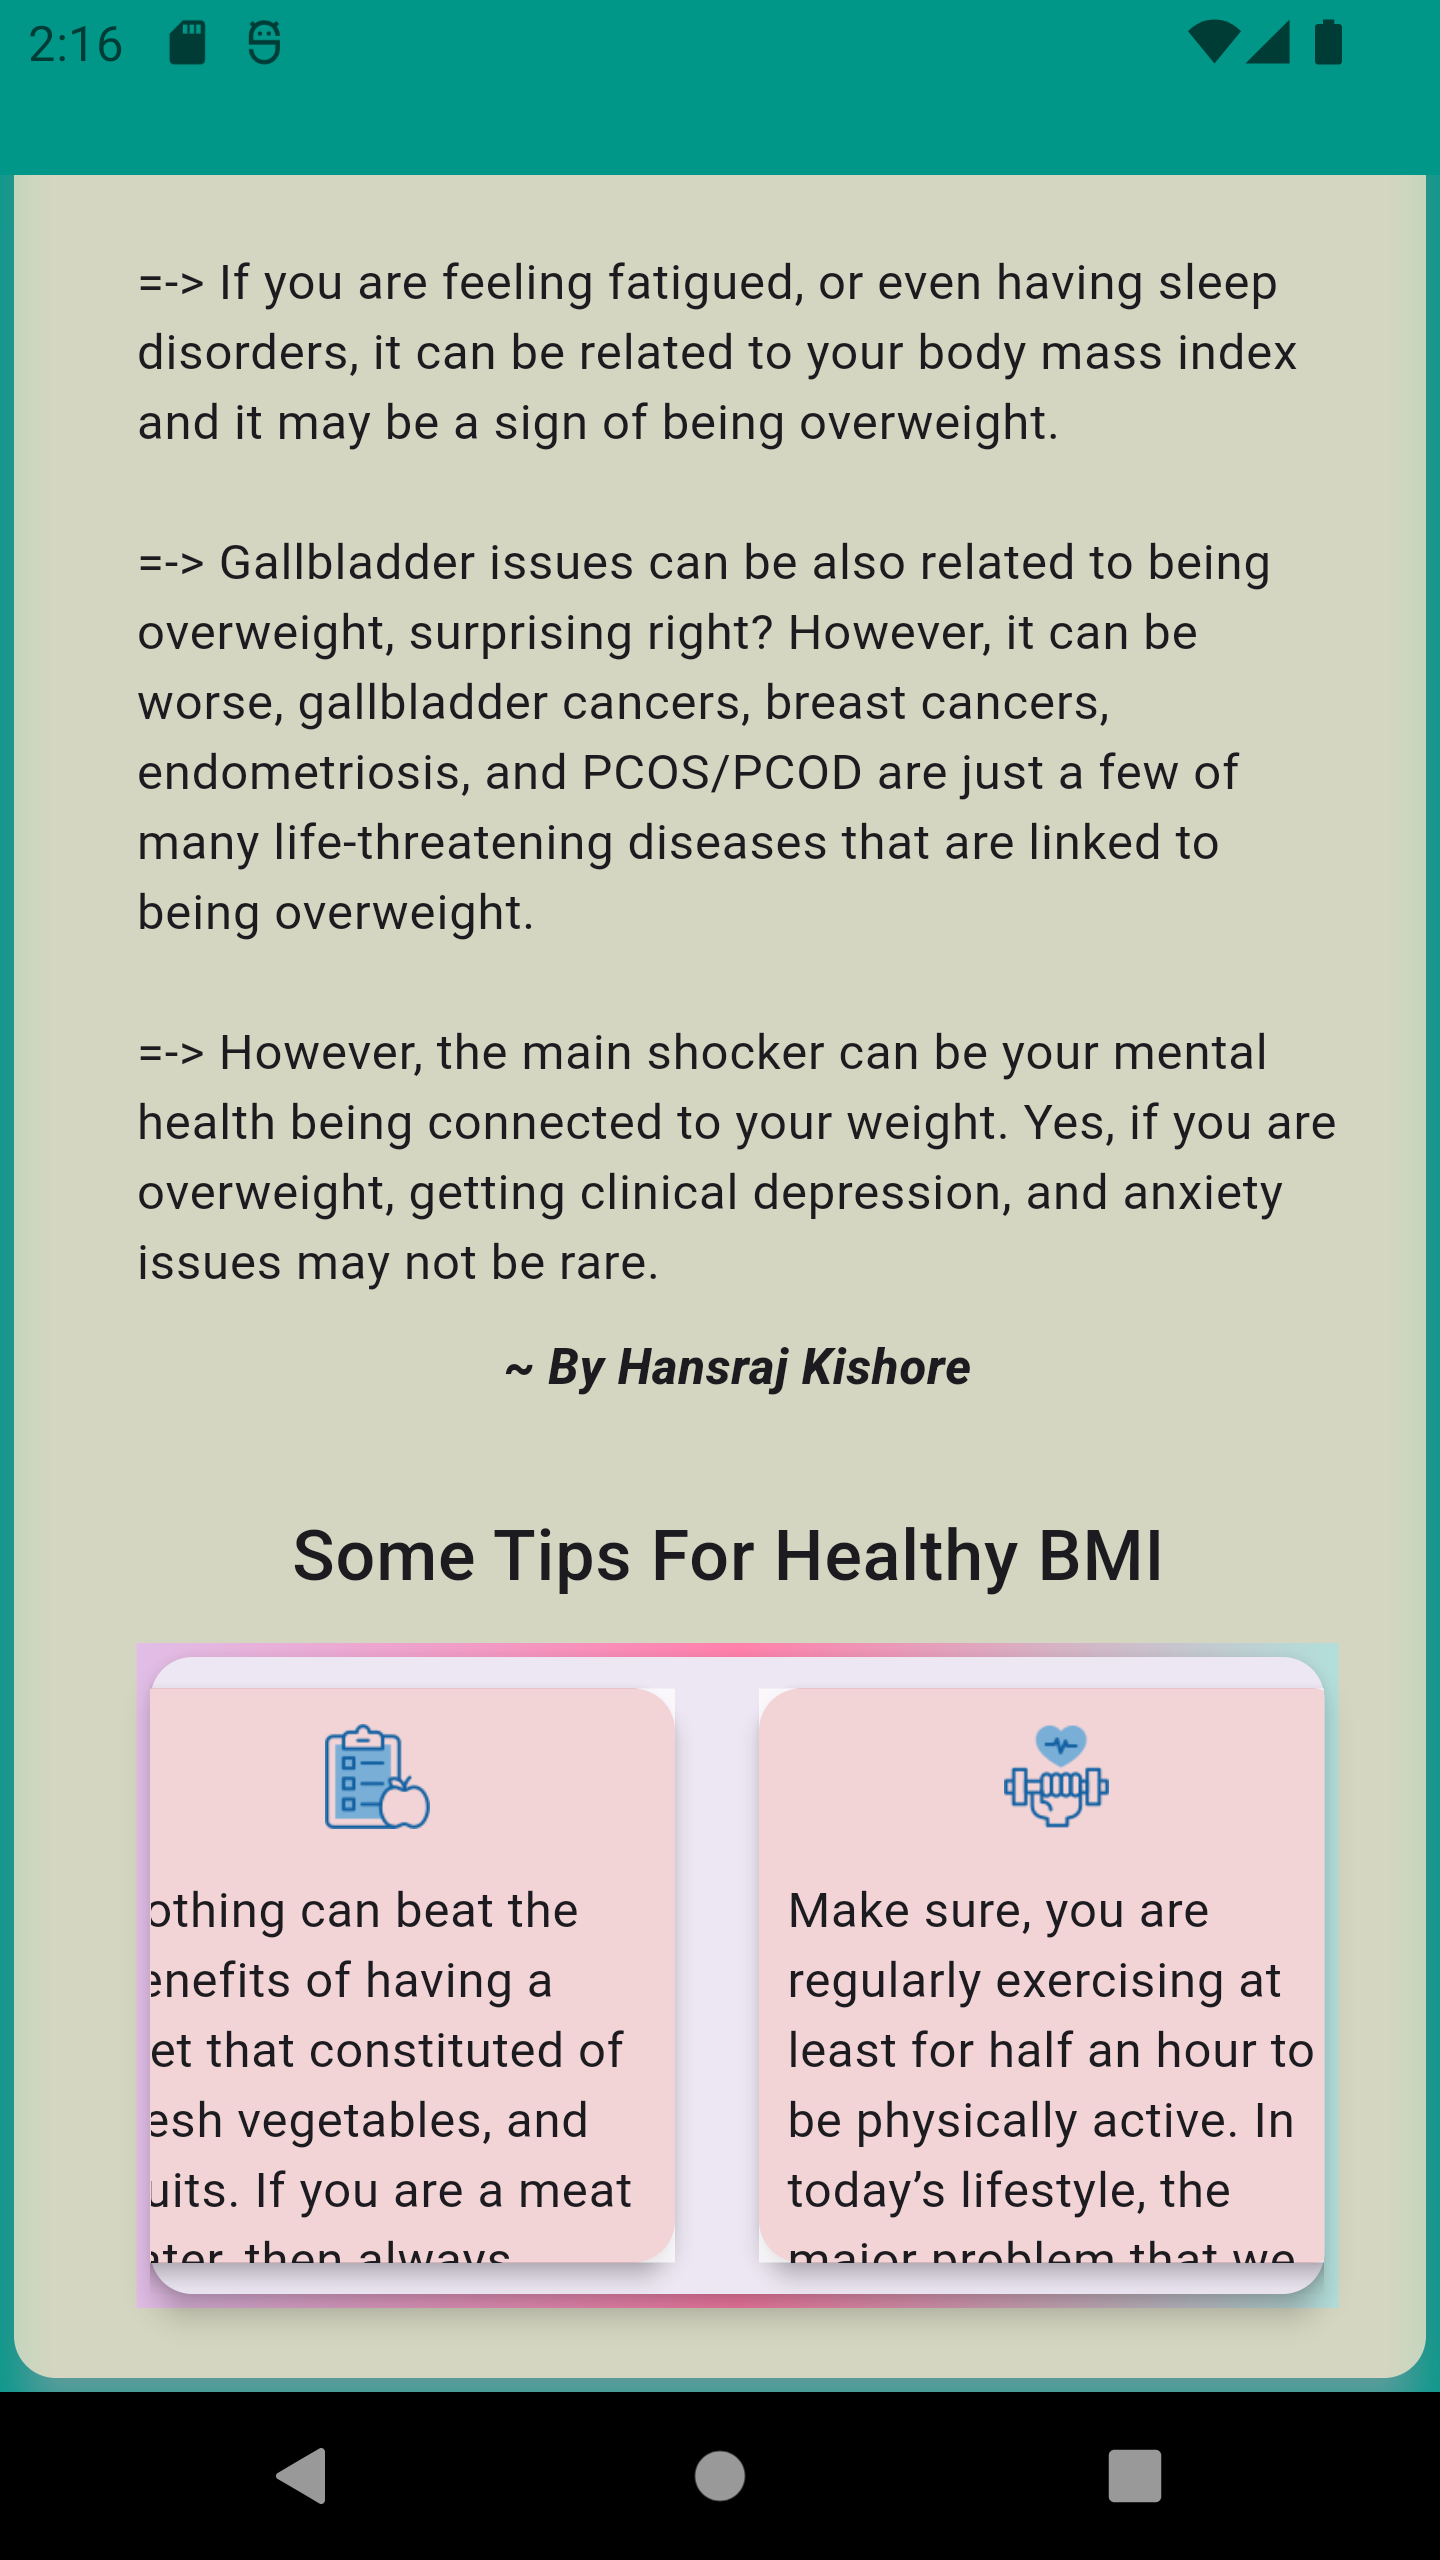 2:16
=-> If you are feeling fatigued, or even having sleep
disorders, it can be related to your body mass index
and it may be a sign of being overweight.
=-> Gallbladder issues can be also related to being
overweight, surprising right? However, it can be
worse, gallbladder cancers, breast cancers,
endometriosis, and PCOS/PCOD are just a few of
many life-threatening diseases that are linked to
being overweight.
=-> However, the main shocker can be your mental
health being connected to your weight. Yes, if you are
overweight, getting clinical depression, and anxiety
issues may not be rare.
~ By Hansraj Kishore
Some Tips For Healthy BMI
othing can beat the
enefits of having a
et that constituted of
esh vegetables, and
uits. If you are a meat
ater, then always
Make sure, you are
regularly exercising at
least for half an hour to
be physically active. In
today’s lifestyle, the
major problem that we